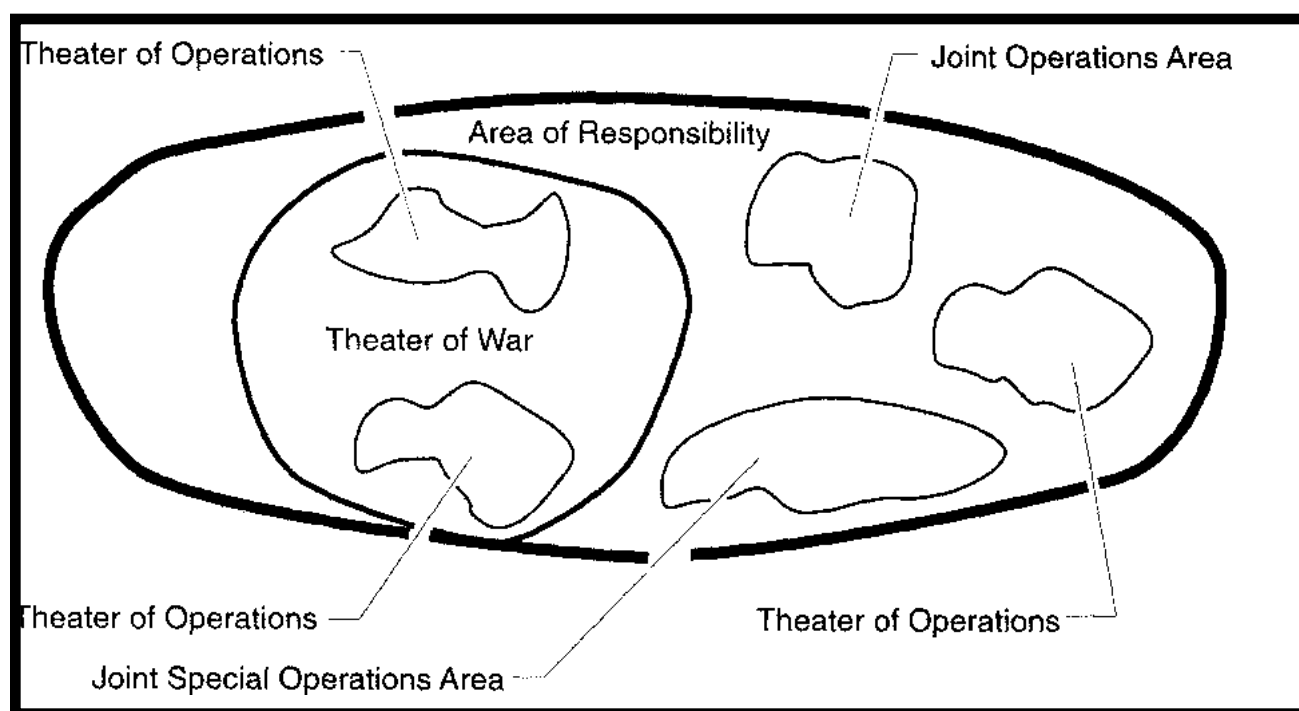 Theater of Operations
Joint Operations Area
Area of Responsibility
Theater of War
Theater of Operations
Theater of Operations
Joint Special Operations Area